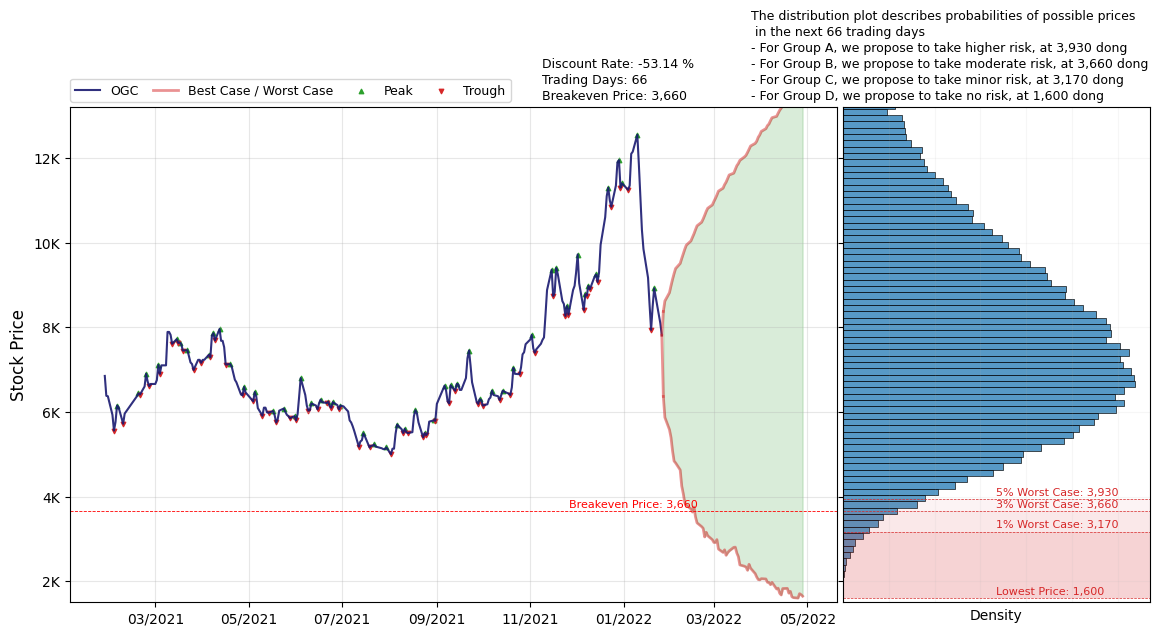 The distribution plot describes probabilities of possible prices
in the next 66 trading days
- For Group A, we propose to take higher risk, at 3,930 dong
- For Group B, we propose to take moderate risk, at 3,660 dong
- For Group C, we propose to take minor risk, at 3,170 dong
- For Group D, we propose to take no risk, at 1,600 dong
Discount Rate: -53.14 %
Trading Days: 66
Breakeven Price: 3,660
OGC
Best Case / Worst Case
Peak
Trough
Stock Price
12K
10K
8K
6K
4K
2K
Breakeven Price: 3,660
03/2021
05/2021
07/2021
09/2021
11/2021
01/2022
03/2022
05/2022
5% Worst Case: 3,930
3% Worst Case: 3,660
1% Worst Case: 3,170
Lowest Price: 1,600
Density